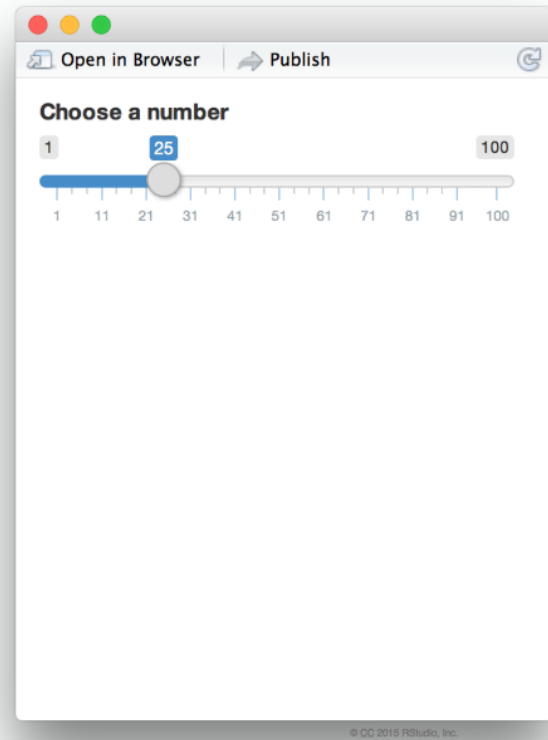 Open in Browser Publish
Choose a number
1 25 100
1 11 21 31 41 51 61 71 81 91 100
© CC 2015 RStudio, Inc.